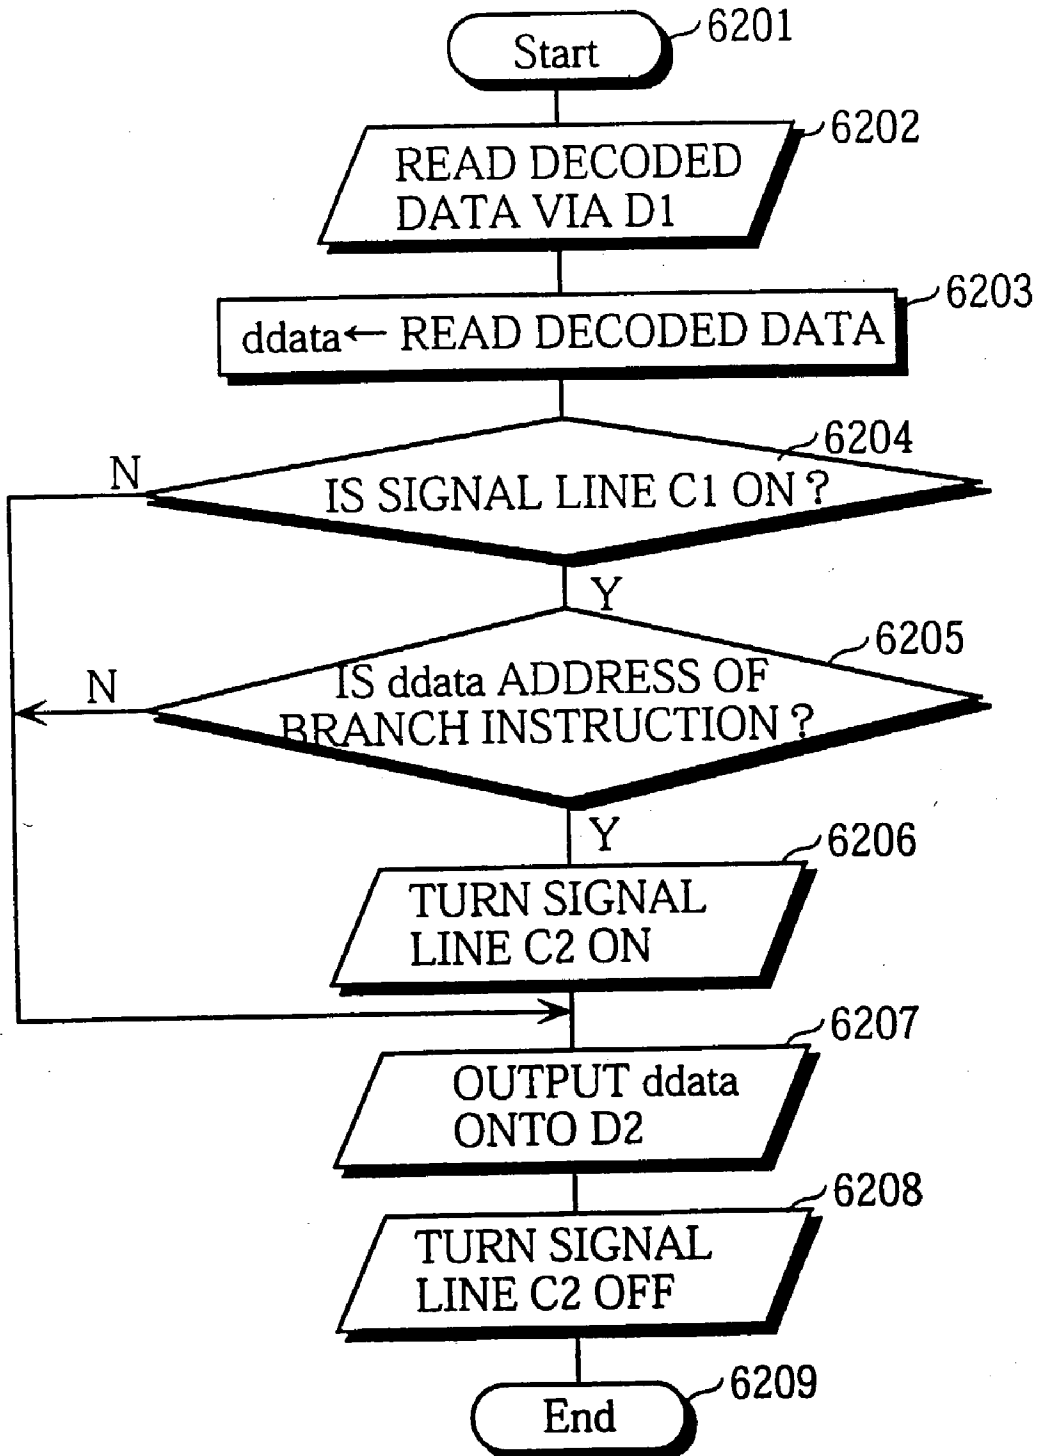 Start
6201
READ DECODED
DATA VIA D1
6202
ddata← READ DECODED DATA
6203
N
IS SIGNAL LINE C1 ON ?
6204
Y
N
IS ddata ADDRESS OF
BRANCH INSTRUCTION ?
6205
Y
TURN SIGNAL
LINE C2 ON
6206
OUTPUT ddata
ONTO D2
6207
TURN SIGNAL
LINE C2 OFF
6208
End
6209